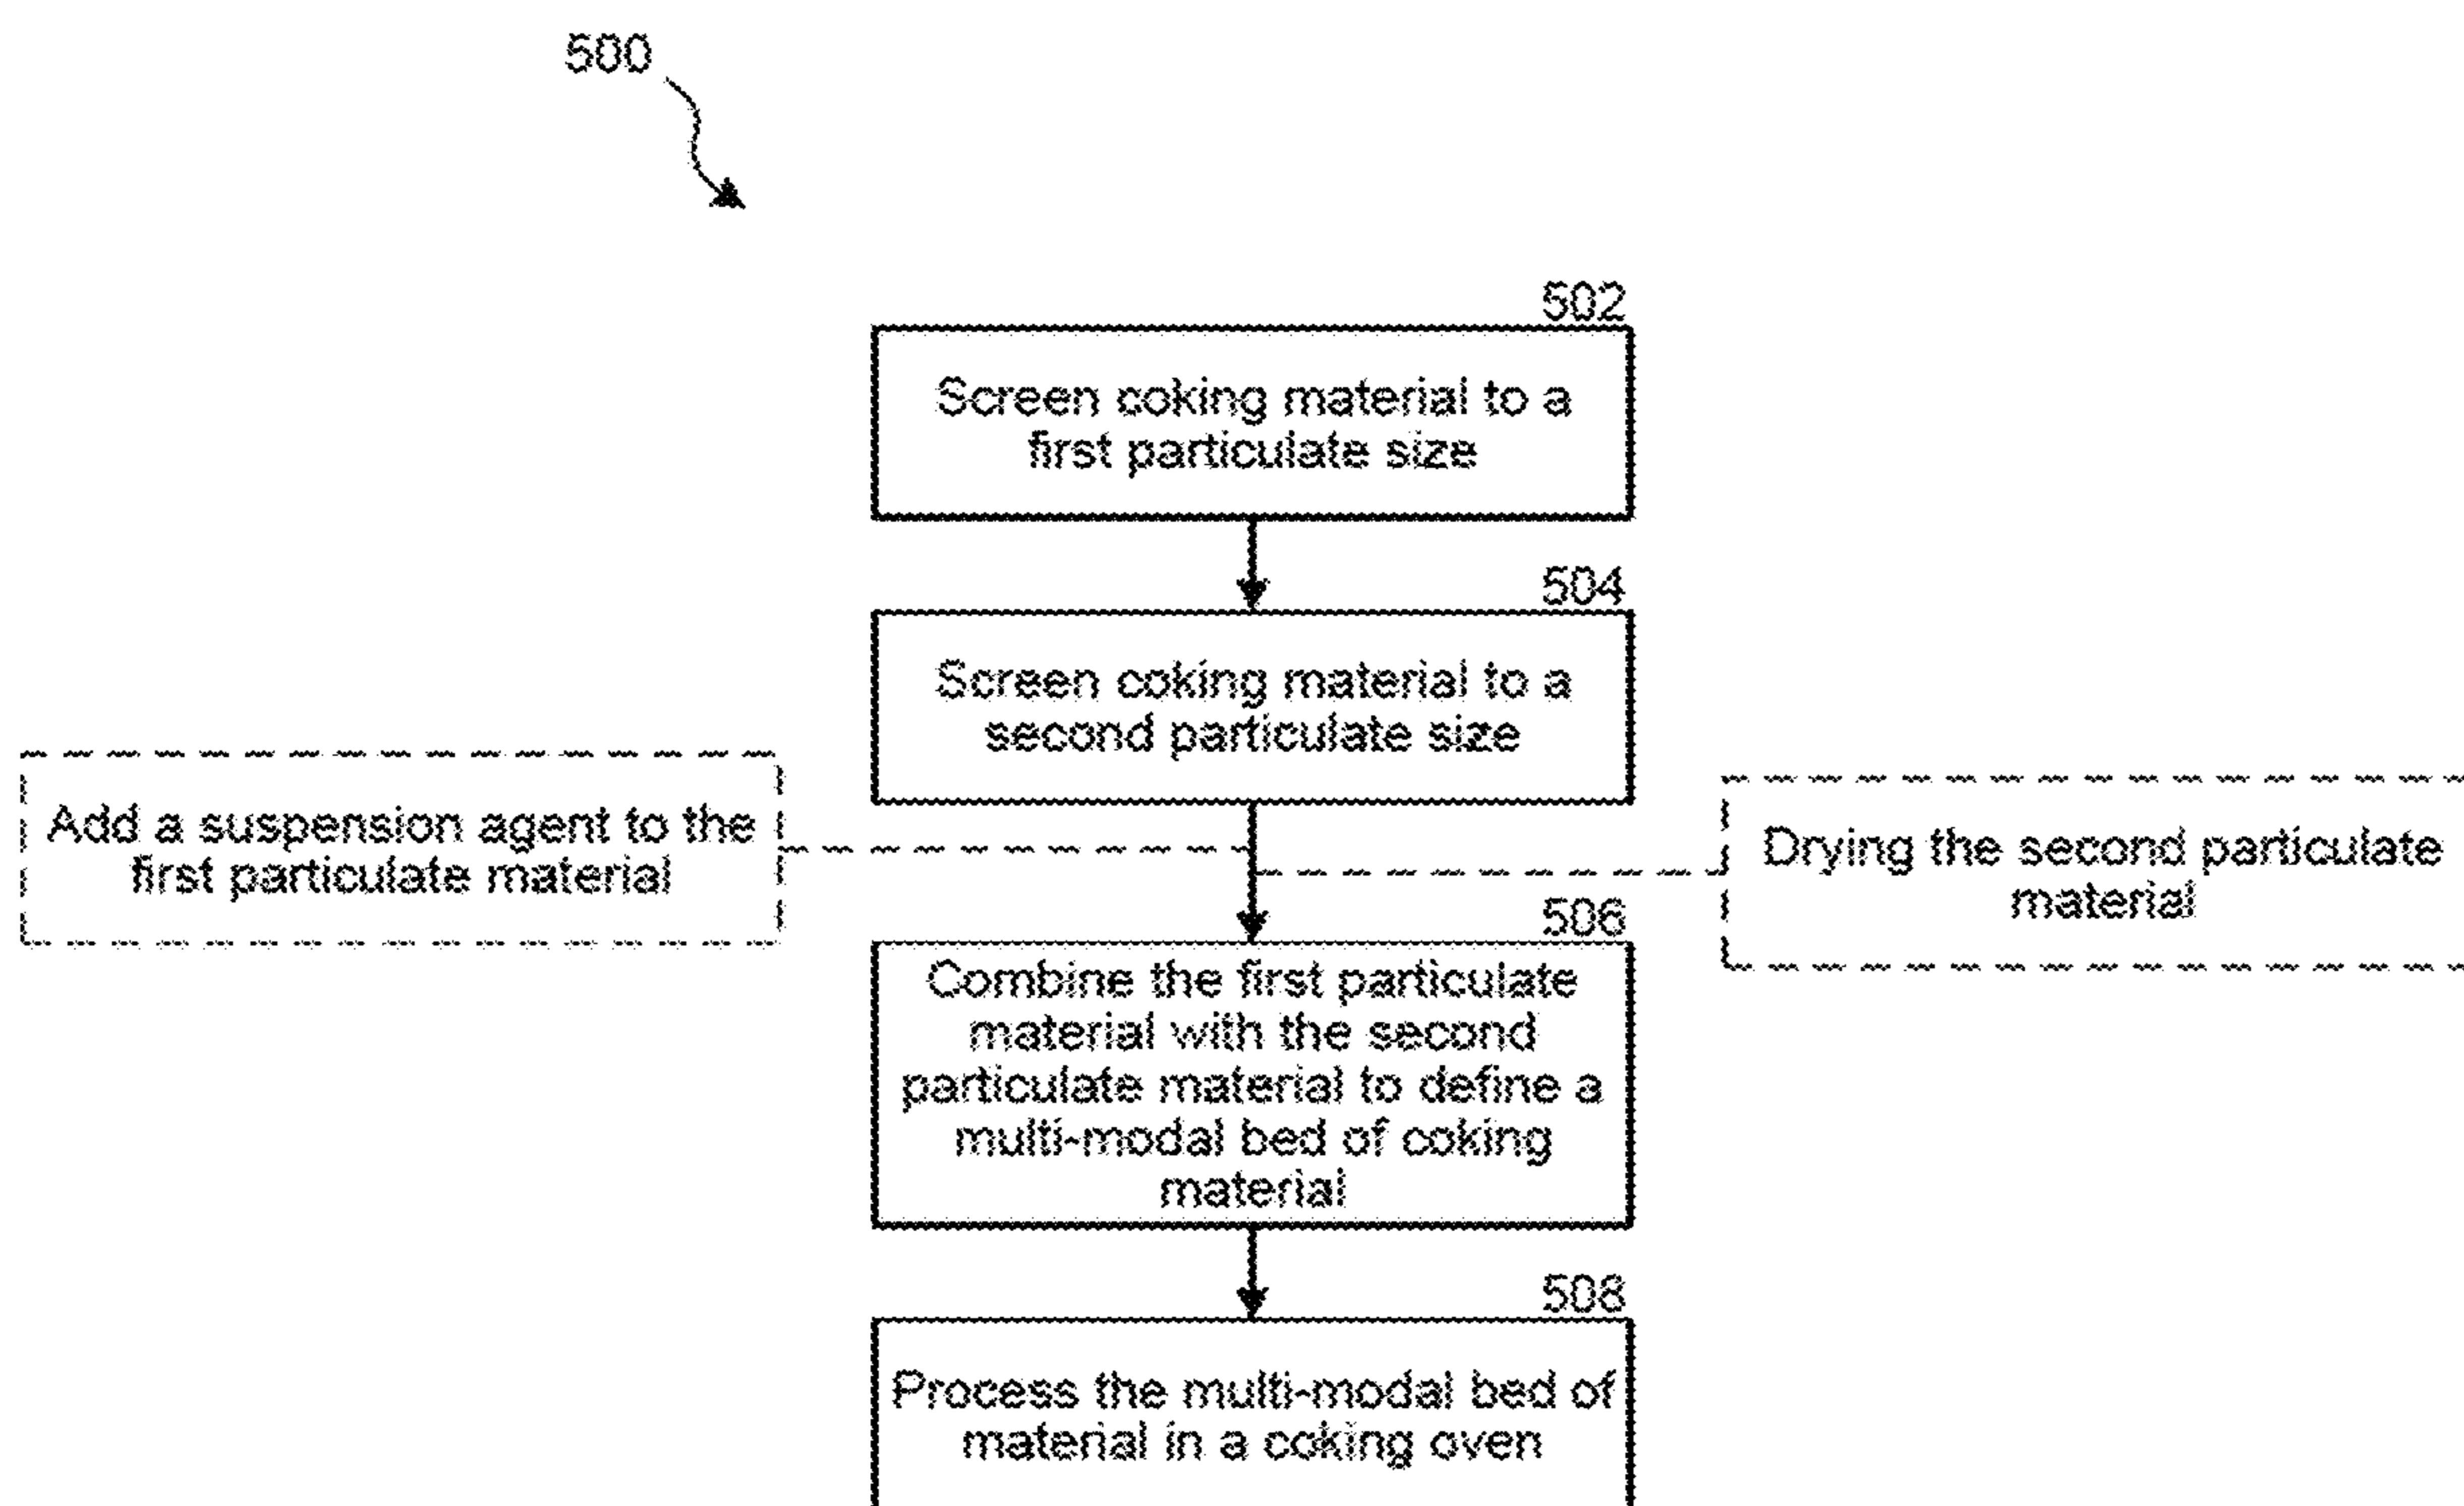 500
502
Screen coking material to a
first particulate size
504
Screen coking material to a
second particulate size
Add a suspension agent to the
first particulate material
Drying the second particulate
material
506
Combine the first particulate
material with the second
particulate material to define a
multi-modal bed of coking
material
508
Process the multi-modal bed of
material in a coking oven